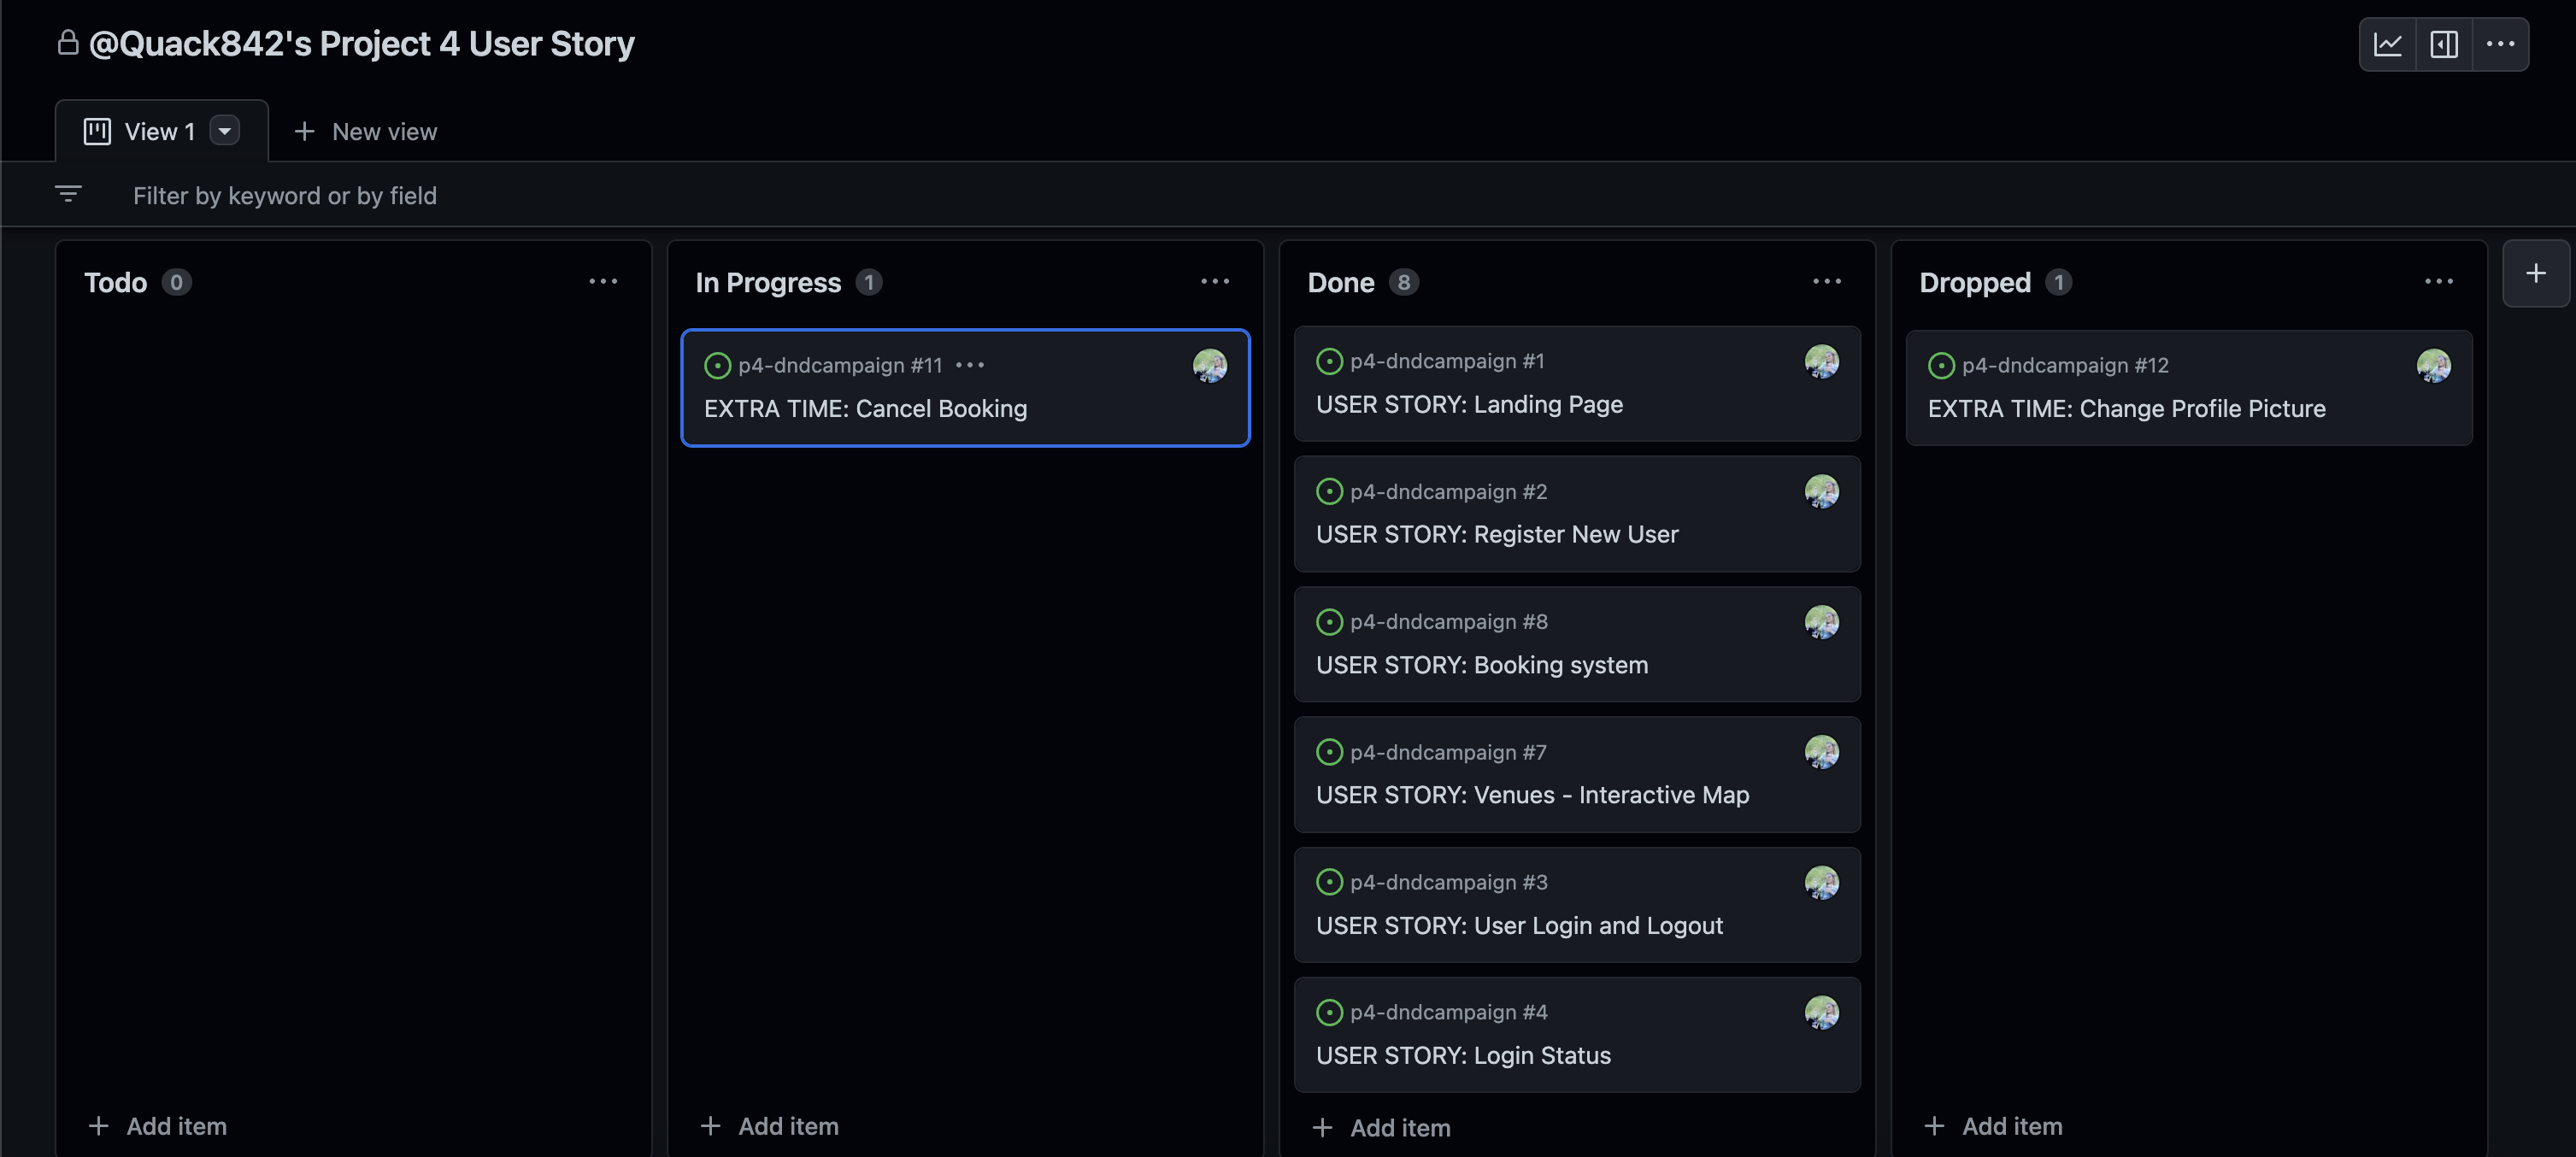 @Quack842's Project 4 User Story
View 1
New view
Filter by keyword or by field
Todo 0
Add item
In Progress 1
p4-dndcampaign #11
EXTRA TIME: Cancel Booking
Add item
Done 8
p4-dndcampaign #1
USER STORY: Landing Page
p4-dndcampaign #2
USER STORY: Register New User
p4-dndcampaign #8
USER STORY: Booking system
p4-dndcampaign #7
USER STORY: Venues - Interactive Map
p4-dndcampaign #3
USER STORY: User Login and Logout
p4-dndcampaign #4
USER STORY: Login Status
Add item
Dropped 1
p4-dndcampaign #12
EXTRA TIME: Change Profile Picture
Add item